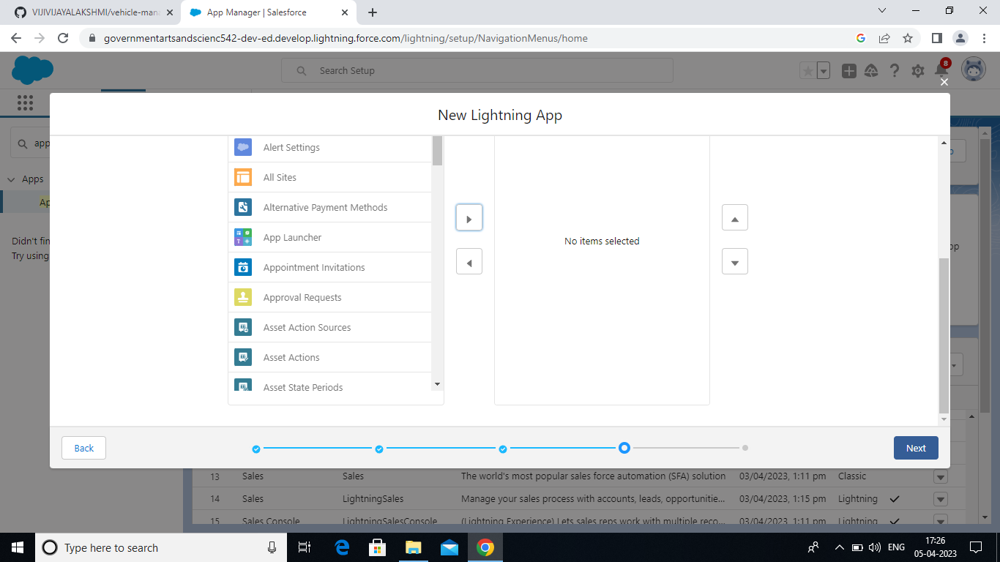 VIJIVIJAYALAKSHMI/vehicle-man
App Manager | Salesforce
governmentartsandscienc542-dev-ed.develop.lightning.force.com/lightning/setup/NavigationMenus/home
Search Setup
8
New Lightning App
app
Apps
Ap
Didn't fin
Try using
Alert Settings
All Sites
Alternative Payment Methods
App Launcher
Appointment Invitations
Approval Requests
Asset Action Sources
Asset Actions
Asset State Periods
No items selected
Back
Next
13 Sales Sales The world's most popular sales force automation (SFA) solution 03/04/2023, 1:11 pm Classic
14 Sales LightningSales Manage your sales process with accounts, leads, opportunitie... 03/04/2023, 1:15 pm Lightning
15 Sales Console LightningSalesConsole (Lightning Experience) Lets sales reps work with multiple reco... 03/04/2023, 1:11 pm Lightning
Type here to search
ENG
17:26
05-04-2023